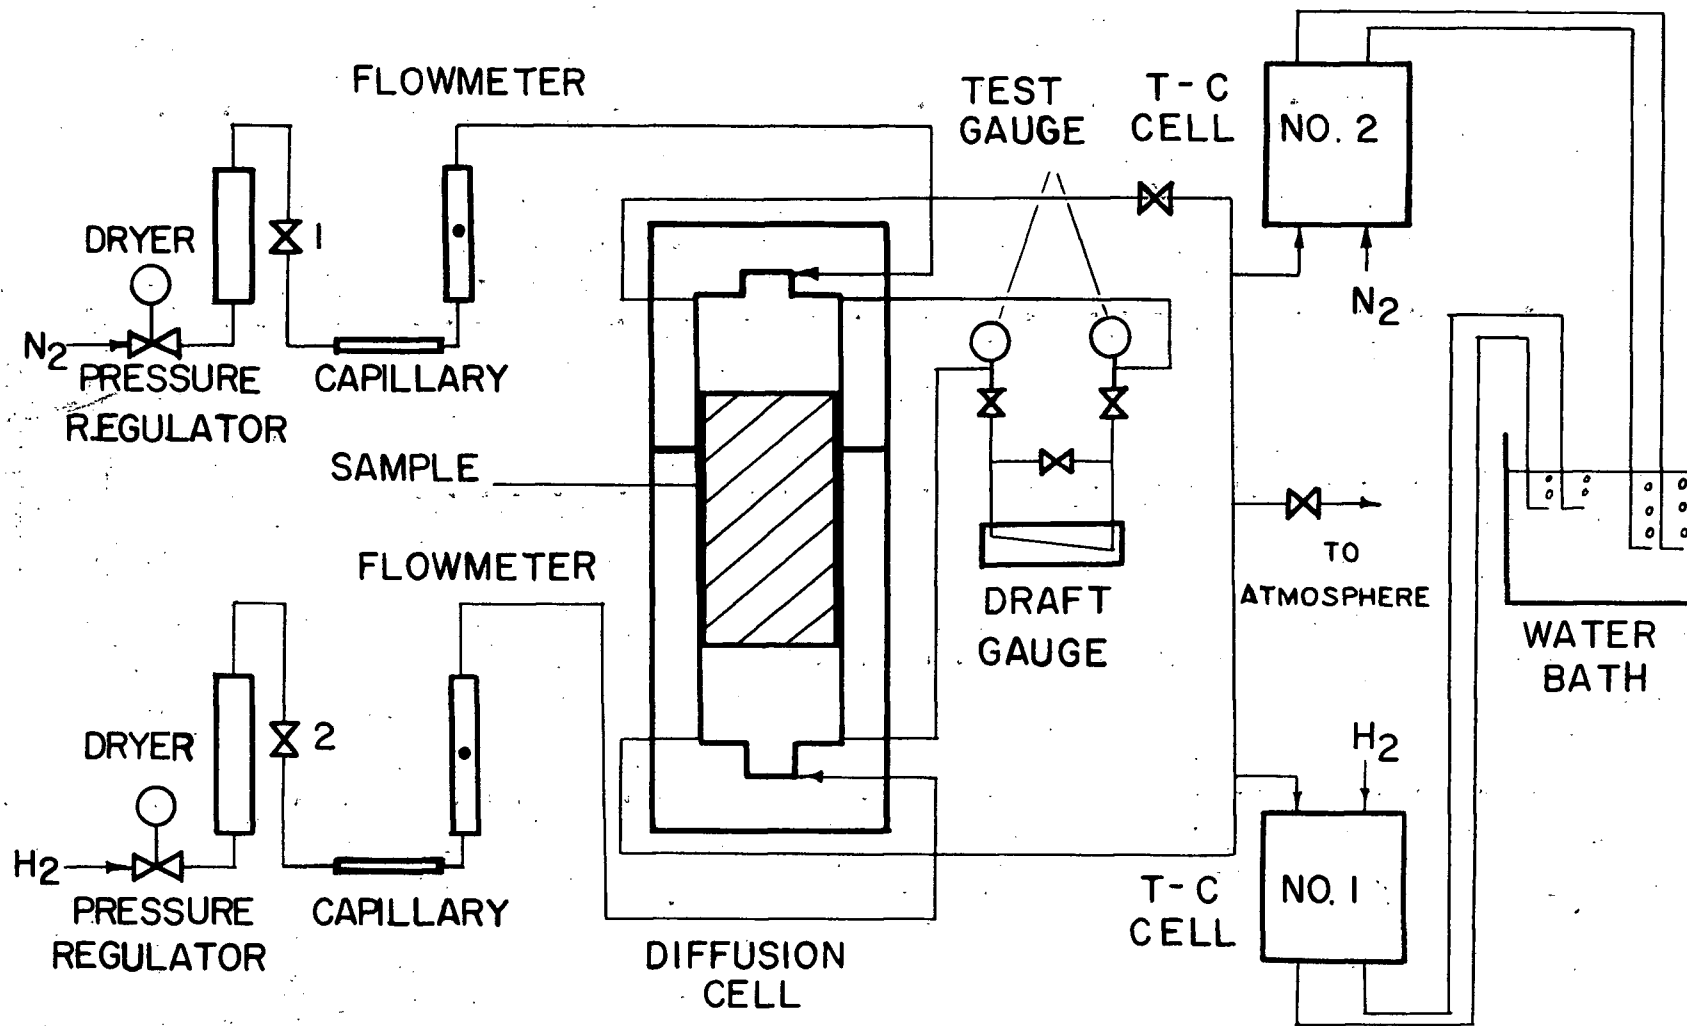 FLOWMETER
TEST
GAUGE
T-C
CELL
NO. 2
DRYER
1
N2
PRESSURE
REGULATOR
CAPILLARY
N2
SAMPLE
FLOWMETER
DRAFT
GAUGE
TO
ATMOSPHERE
WATER
BATH
DRYER
2
H2
H2
PRESSURE
REGULATOR
CAPILLARY
T-C
CELL
NO. 1
DIFFUSION
CELL